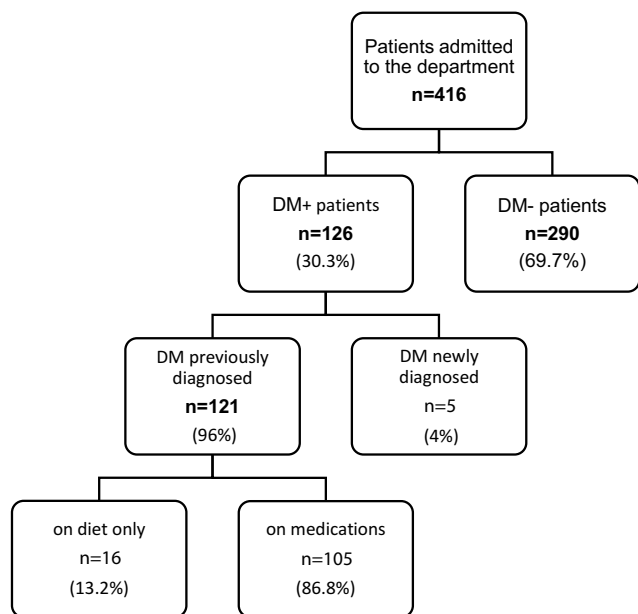 Patients admitted
to the department
n=416
DM+ patients
n=126
(30.3%)
DM- patients
n=290
(69.7%)
DM previously
diagnosed
n=121
(96%)
DM newly
diagnosed
n=5
(4%)
on diet only
n=16
(13.2%)
on medications
n=105
(86.8%)